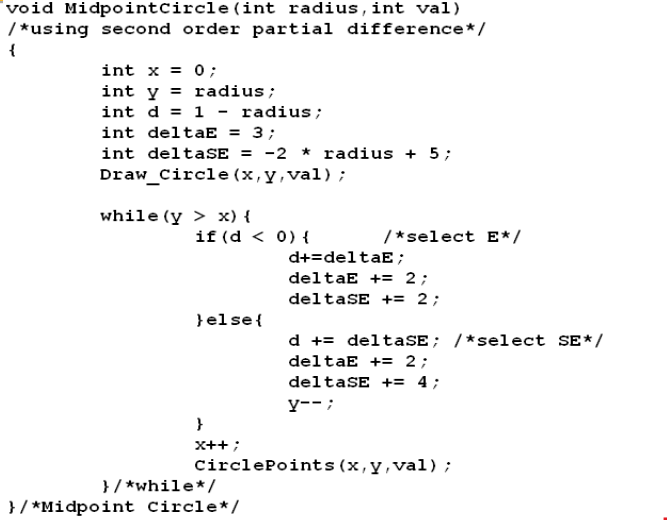 void MidpointCircle(int radius,int val)
/*using second order partial difference*/
{
int x = 0;
int y = radius;
int d = 1 - radius;
int deltaE = 3;
int deltaSE = -2 * radius + 5;
Draw_Circle(x,y,val);
while(y > x){
if(d < 0){ /*select E*/
d+=deltaE;
deltaE += 2;
deltaSE += 2;
}else{
d += deltaSE; /*select SE*/
deltaE += 2;
deltaSE += 4;
y--;
}
x++;
CirclePoints(x,y,val);
}/*while*/
}/*Midpoint Circle*/